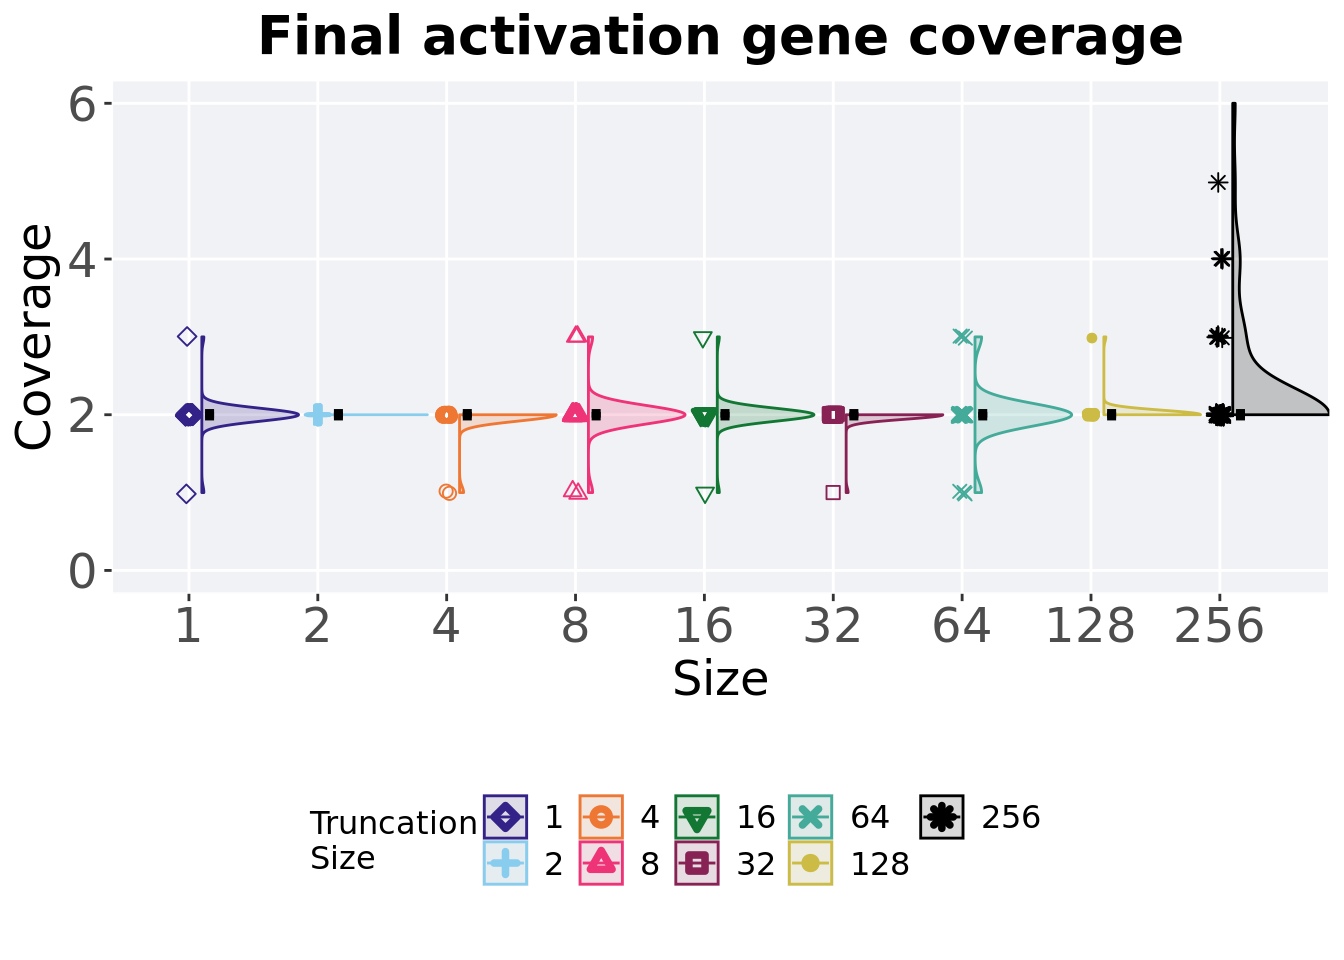 Final activation gene coverage
6
4
2
0
Coverage
1 2 4 8 16 32 64 128 256
Size
Truncation
Size
1 4 16 64 256
2 8 32 128